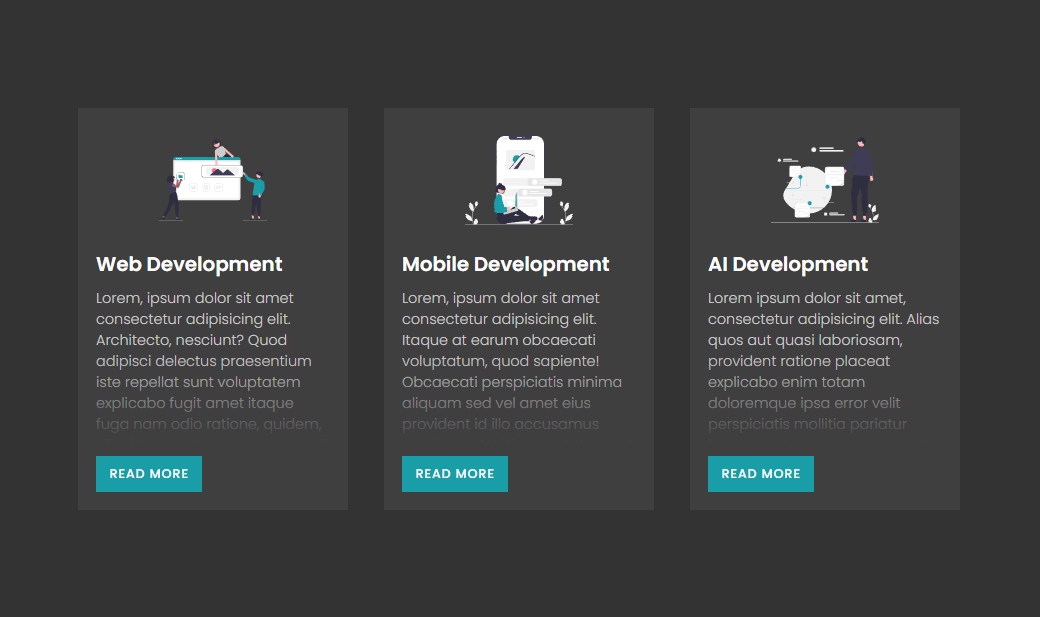 Web Development
Lorem, ipsum dolor sit amet
consectetur adipisicing elit.
Architecto, nesciunt? Quod
adipisci delectus praesentium
iste repellat sunt voluptatem
explicabo fugit amet itaque
fuga nam odio ratione, quidem,
READ MORE
Mobile Development
Lorem, ipsum dolor sit amet
consectetur adipisicing elit.
Itaque at earum obcaecati
voluptatum, quod sapiente!
Obcaecati perspiciatis minima
aliquam sed vel amet eius
provident id illo accusamus
READ MORE
AI Development
Lorem ipsum dolor sit amet,
consectetur adipisicing elit. Alias
quos aut quasi laboriosam,
provident ratione placeat
explicabo enim totam
doloremque ipsa error velit
perspiciatis mollitia pariatur
READ MORE